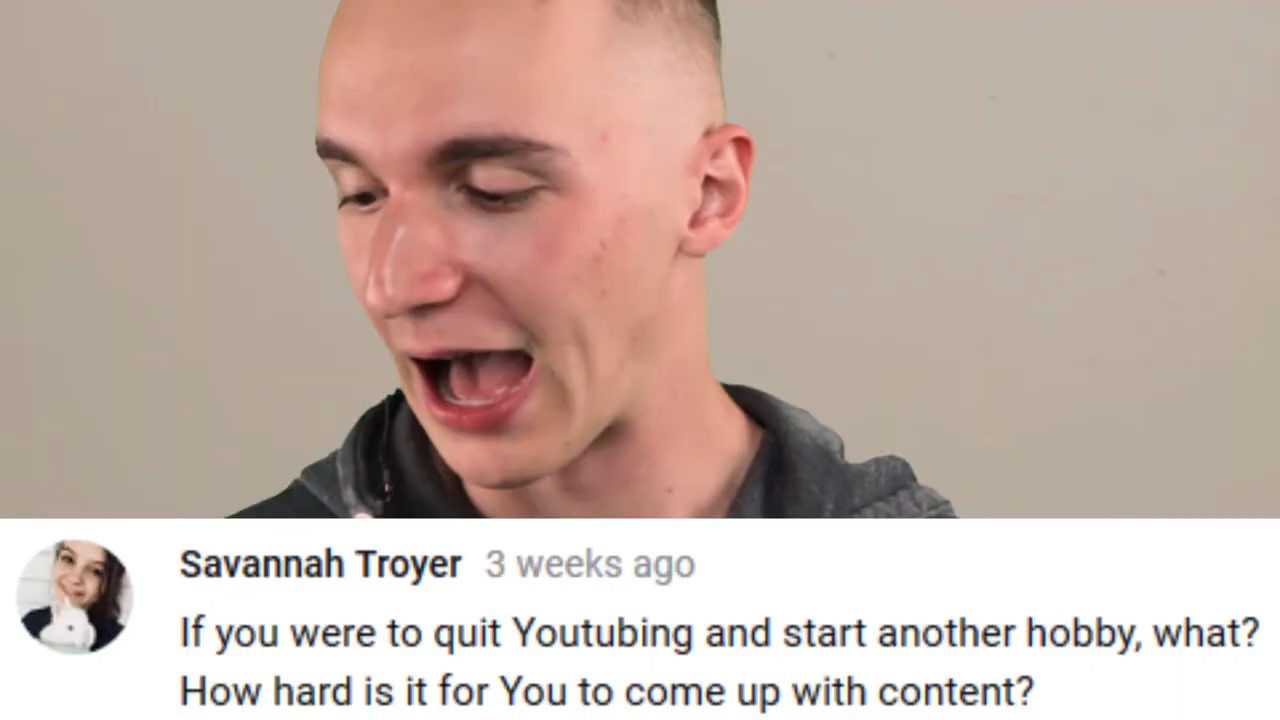 Savannah Troyer 3 weeks ago
If you were to quit Youtubing and start another hobby, what?
How hard is it for You to come up with content?